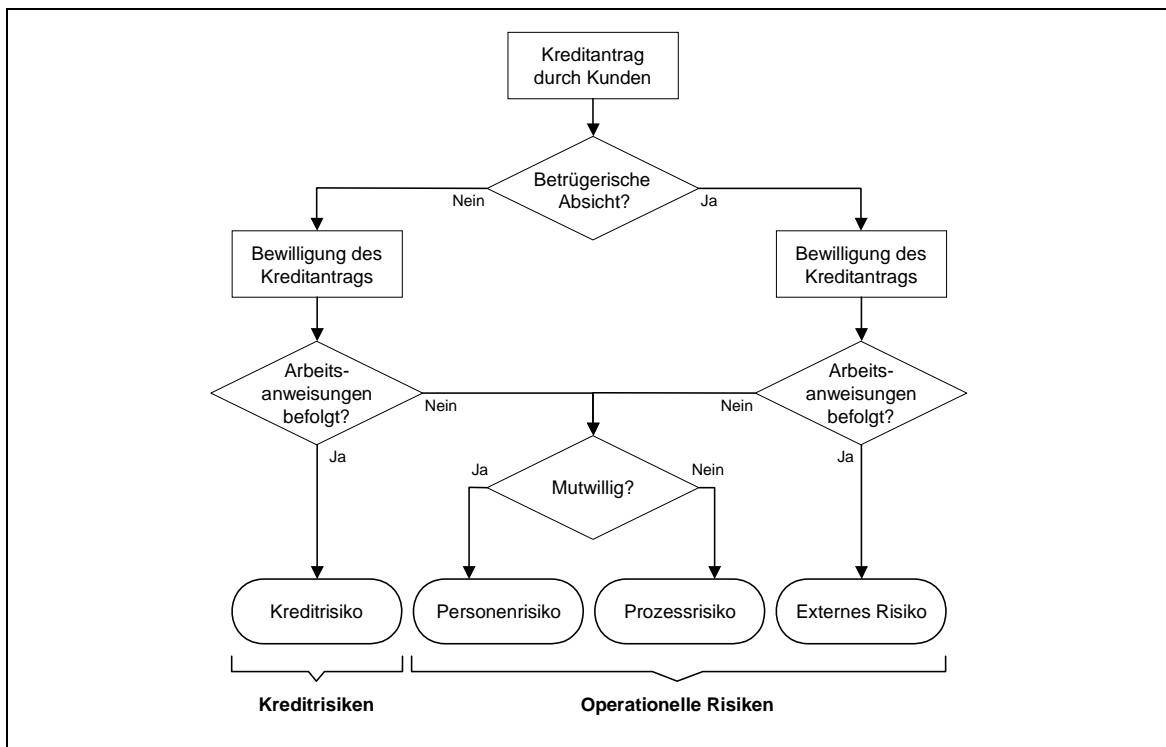 Kreditantrag
durch Kunden
Betrügerische
Absicht?
Nein
Ja
Bewilligung des
Kreditantrags
Bewilligung des
Kreditantrags
Arbeits-
anweisungen
befolgt?
Nein
Ja
Arbeits-
anweisungen
befolgt?
Nein
Ja
Mutwillig?
Ja
Nein
Kreditrisiko
Personenrisiko
Prozessrisiko
Externes Risiko
Kreditrisiken
Operationelle Risiken